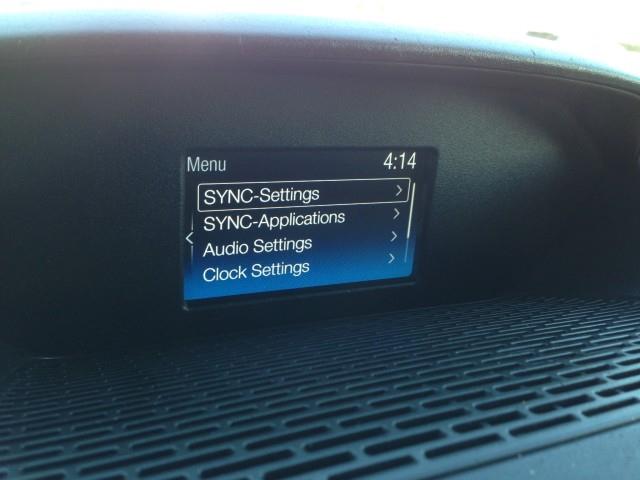 Menu 4:14
SYNC-Settings
SYNC-Applications
Audio Settings
Clock Settings